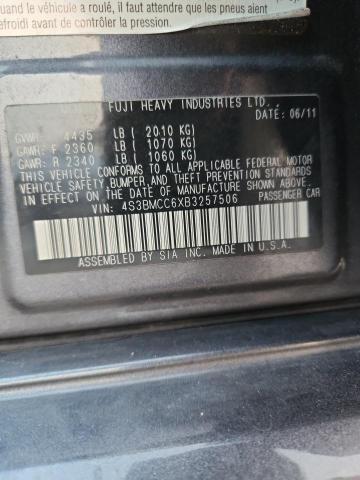 quand le véhicule a roulé, il faut attendre que les pneus aient
refroidi avant de contrôler la pression.
FUJI HEAVY INDUSTRIES LTD.
DATE: 06/11
GVWR: 4435 LB ( 2010 KG)
GAWR: F 2360 LB ( 1070 KG)
GAWR: R 2340 LB ( 1060 KG)
THIS VEHICLE CONFORMS TO ALL APPLICABLE FEDERAL MOTOR
VEHICLE SAFETY,BUMPER AND THEFT PREVENTION STANDARDS
IN EFFECT ON THE DATE OF MANUFACTURE SHOWN ABOVE.
VIN: 4S3BMCC6XB3257506 PASSENGER CAR
ASSEMBLED BY SIA INC. MADE IN U.S.A.